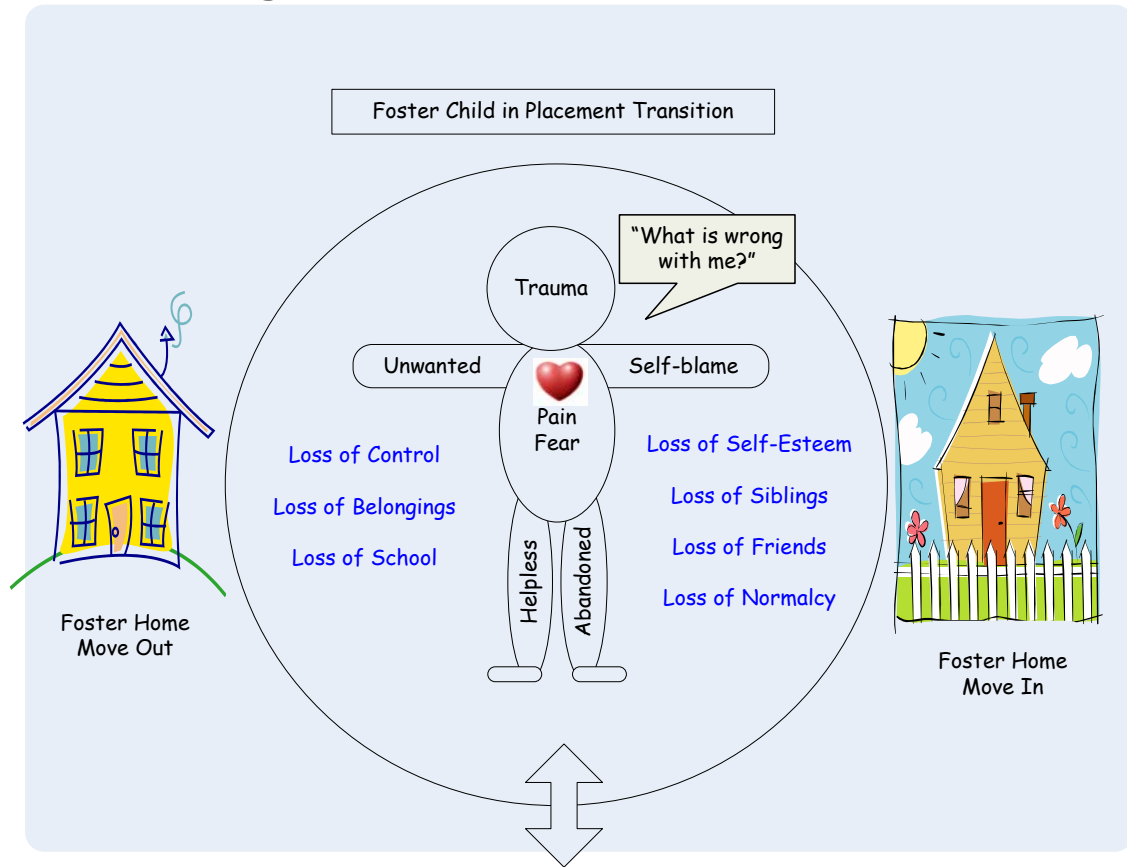 Foster Child in Placement Transition
"What is wrong
with me?"
Trauma
Unwanted
Self-blame
Pain
Fear
Loss of Control
Loss of Belongings
Loss of School
Loss of Self-Esteem
Loss of Siblings
Loss of Friends
Loss of Normalcy
Helpless
Abandoned
Foster Home
Move Out
Foster Home
Move In